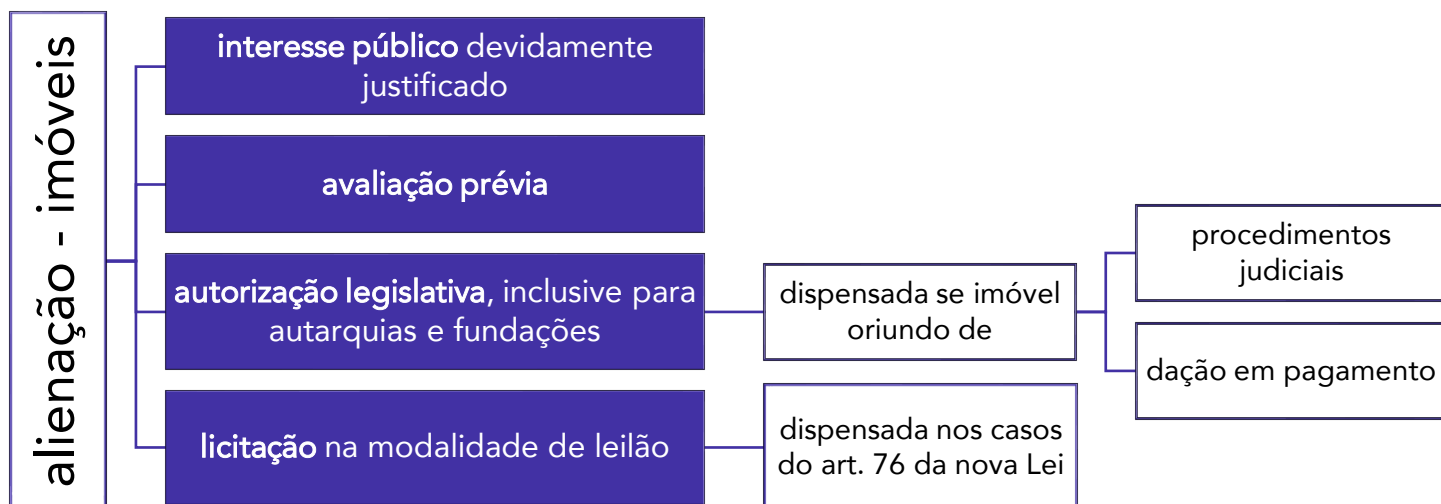 alienação - imóveis
interesse público devidamente
justificado
avaliação prévia
autorização legislativa, inclusive para
autarquias e fundações
dispensada se imóvel
oriundo de
procedimentos
judiciais
dação em pagamento
licitação na modalidade de leilão
dispensada nos casos
do art. 76 da nova Lei